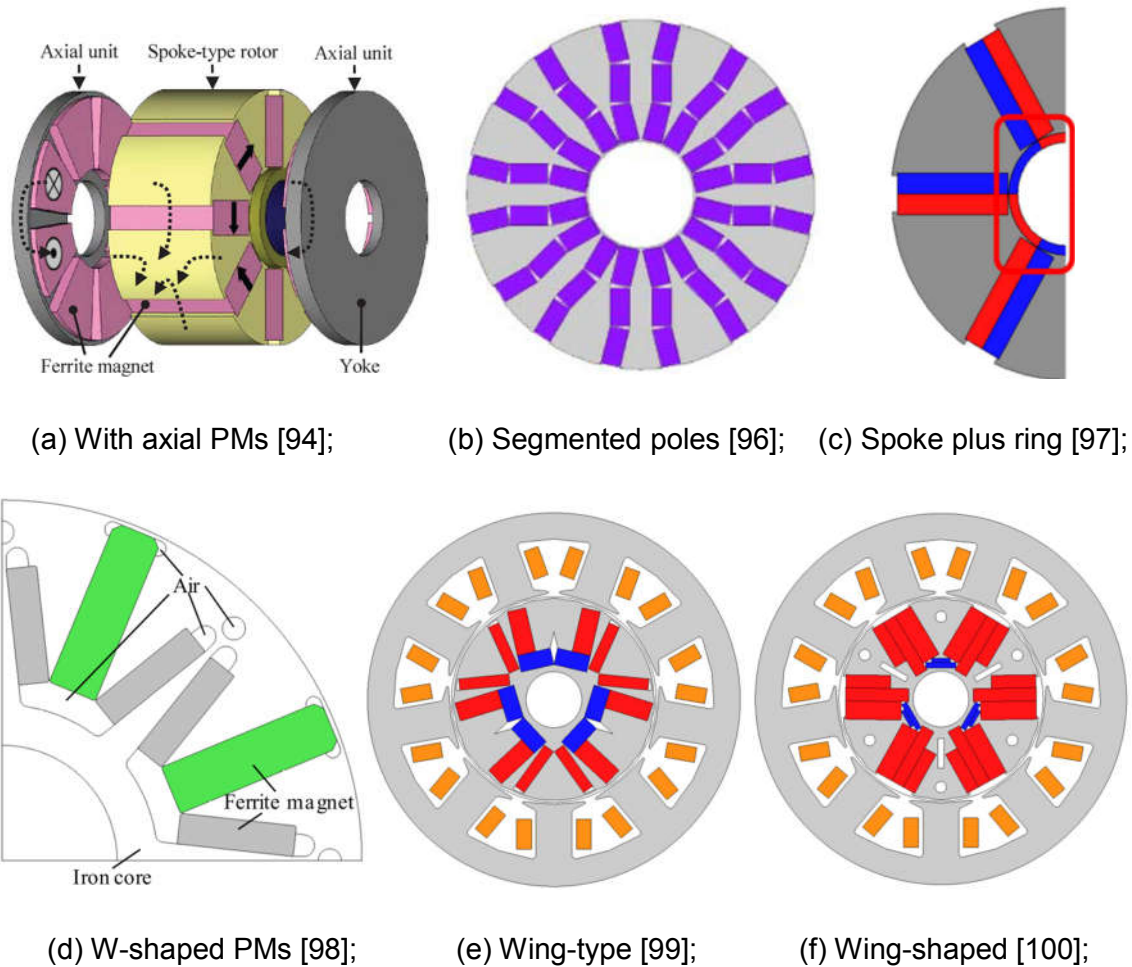 Axial unit Spoke-type rotor Axial unit
Ferrite magnet Yoke
(a) With axial PMs [94]; (b) Segmented poles [96]; (c) Spoke plus ring [97];
Air
Ferrite magnet
Iron core
(d) W-shaped PMs [98]; (e) Wing-type [99]; (f) Wing-shaped [100];